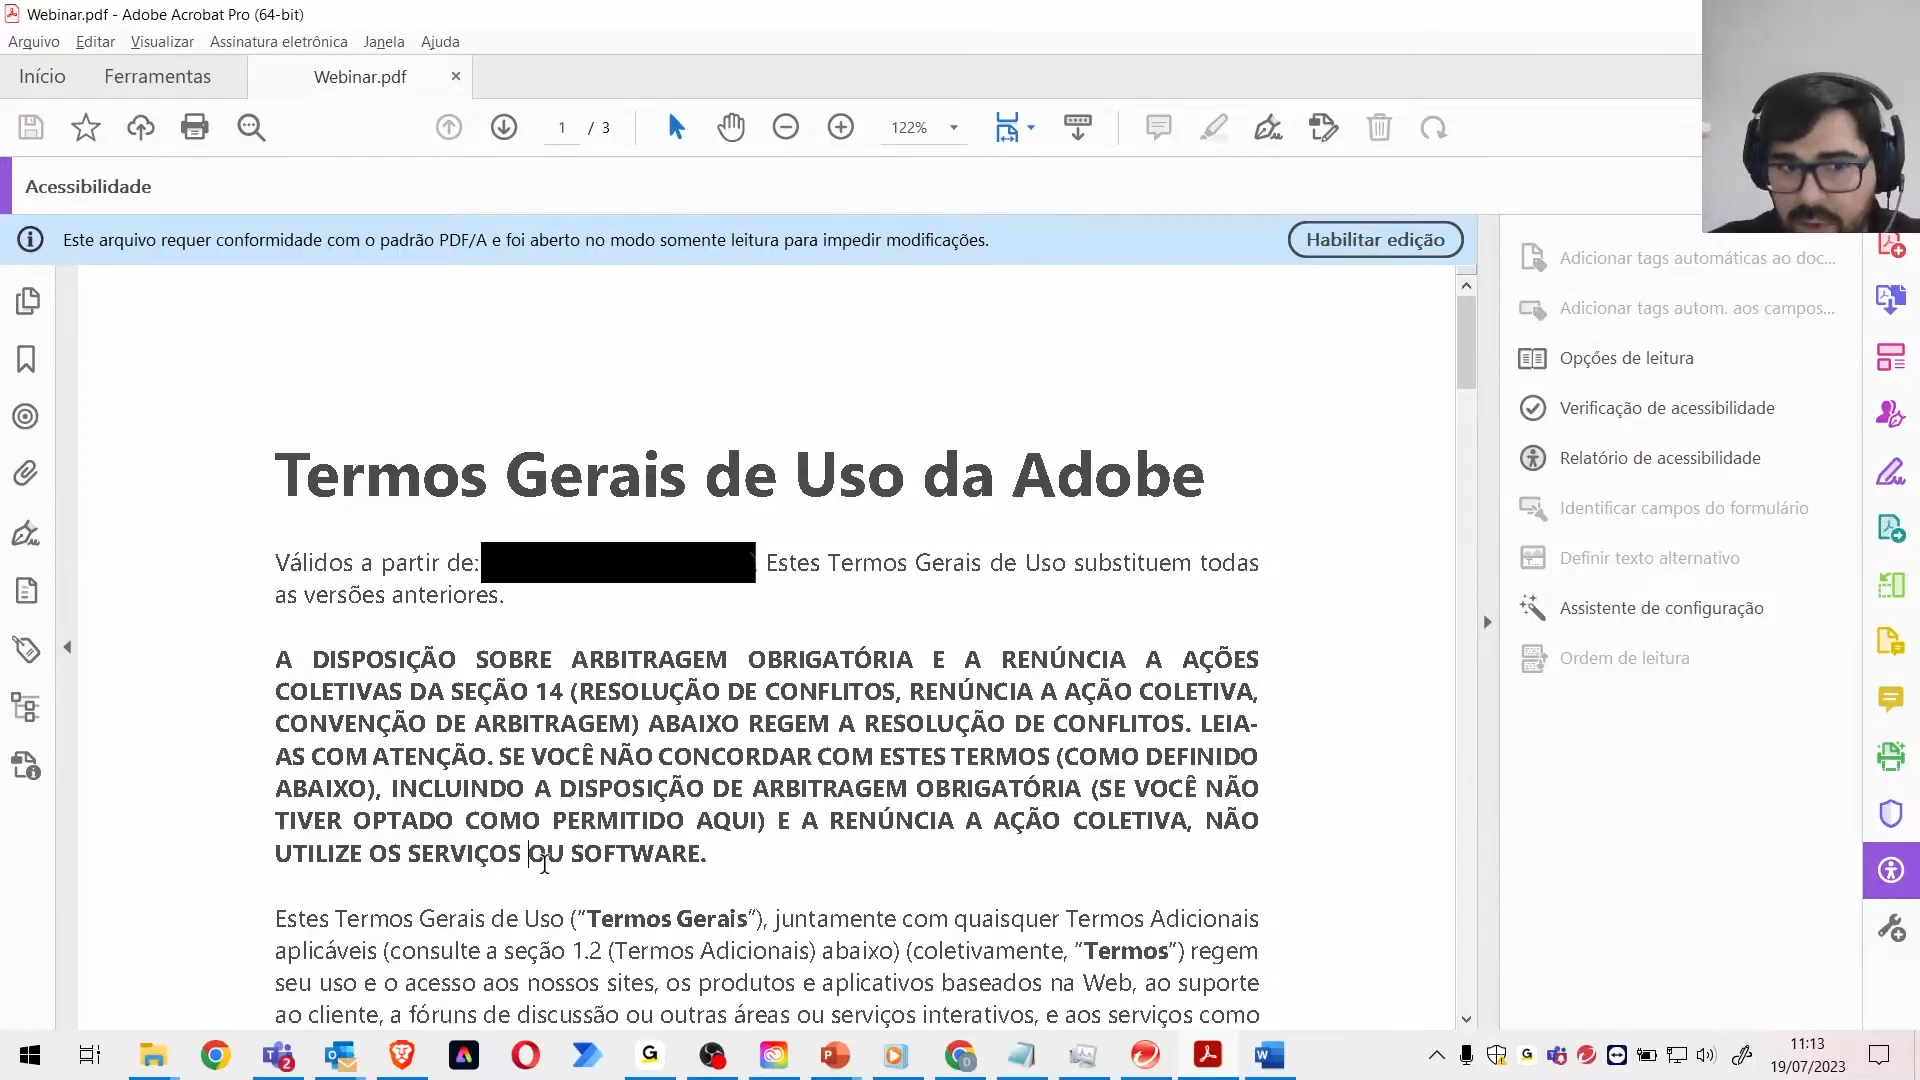 Webinar.pdf - Adobe Acrobat Pro (64-bit)
Arquivo Editar Visualizar Assinatura eletrônica Janela Ajuda
Início Ferramentas Webinar.pdf
1 / 3 122%
Acessibilidade
Este arquivo requer conformidade com o padrão PDF/A e foi aberto no modo somente leitura para impedir modificações. Habilitar edição
Termos Gerais de Uso da Adobe
Válidos a partir de: Estes Termos Gerais de Uso substituem todas
as versões anteriores.
A DISPOSIÇÃO SOBRE ARBITRAGEM OBRIGATÓRIA E A RENÚNCIA A AÇÕES
COLETIVAS DA SEÇÃO 14 (RESOLUÇÃO DE CONFLITOS, RENÚNCIA A AÇÃO COLETIVA,
CONVENÇÃO DE ARBITRAGEM) ABAIXO REGEM A RESOLUÇÃO DE CONFLITOS. LEIA-
AS COM ATENÇÃO. SE VOCÊ NÃO CONCORDAR COM ESTES TERMOS (COMO DEFINIDO
ABAIXO), INCLUINDO A DISPOSIÇÃO DE ARBITRAGEM OBRIGATÓRIA (SE VOCÊ NÃO
TIVER OPTADO COMO PERMITIDO AQUI) E A RENÚNCIA A AÇÃO COLETIVA, NÃO
UTILIZE OS SERVIÇOS OU SOFTWARE.
Estes Termos Gerais de Uso (“Termos Gerais”), juntamente com quaisquer Termos Adicionais
aplicáveis (consulte a seção 1.2 (Termos Adicionais) abaixo) (coletivamente, “Termos”) regem
seu uso e o acesso aos nossos sites, os produtos e aplicativos baseados na Web, ao suporte
ao cliente, a fóruns de discussão ou outras áreas ou serviços interativos, e aos serviços como
Adicionar tags automáticas ao doc...
Adicionar tags autom. aos campos...
Opções de leitura
Verificação de acessibilidade
Relatório de acessibilidade
Identificar campos do formulário
Definir texto alternativo
Assistente de configuração
Ordem de leitura
11:13
19/07/2023